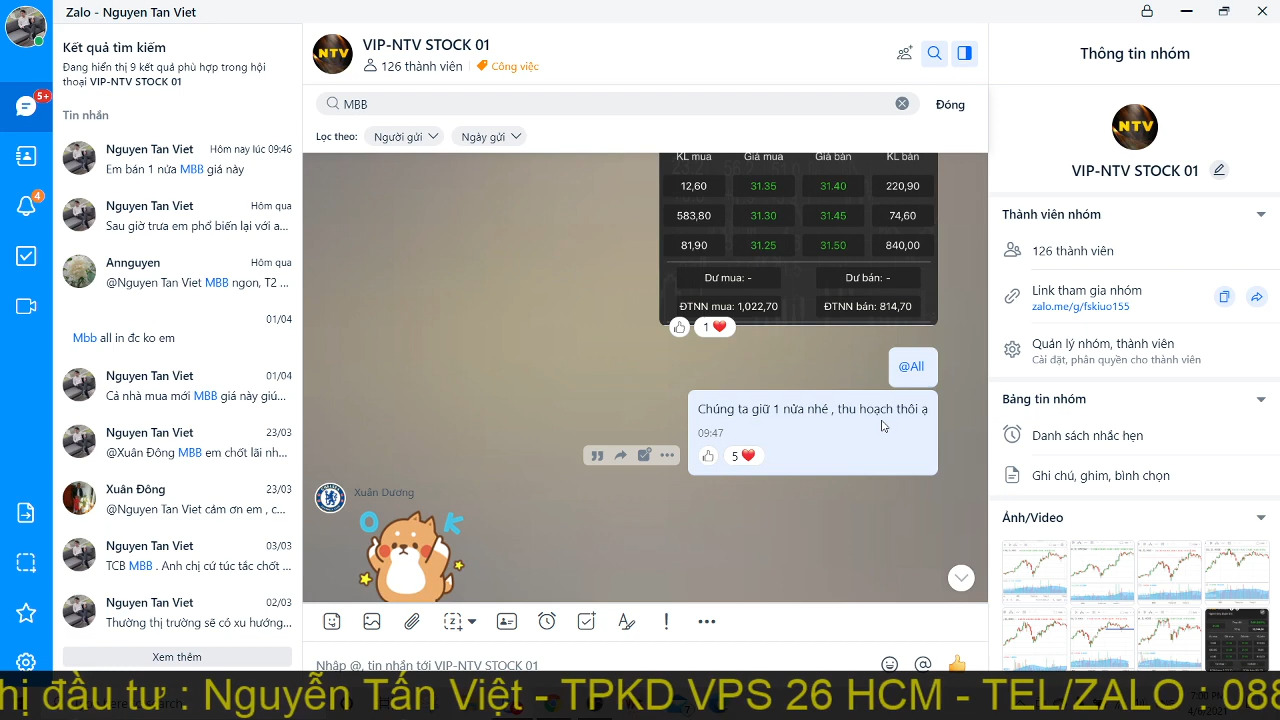 Zalo - Nguyen Tan Viet
Kết quả tìm kiếm
Đang hiển thị 9 kết quả phù hợp trong hội
thoại VIP-NTV STOCK 01
Tin nhắn
5+
4
Nguyen Tan Viet
Hôm nay lúc 09:46
Em bán 1 nửa MBB giá này
Nguyen Tan Viet
Hôm qua
Sau giờ trưa em phổ biến lại với a...
Annguyen
Hôm qua
@Nguyen Tan Viet MBB ngon, T2 ...
01/04
Mbb all in đc ko em
Nguyen Tan Viet
01/04
Cả nhà mua mới MBB giá này giú...
Nguyen Tan Viet
23/03
@Xuân Đông MBB em chốt lãi nh...
Xuân Đông
23/03
@Nguyen Tan Viet cảm ơn em , c...
Nguyen Tan Viet
03/03
TCB MBB . Anh chị cứ túc tắc chốt ...
Nguyen Tan Viet
02/03
Thường thị trường sẽ có xu hướng...
Xem thêm
NTV
VIP-NTV STOCK 01
126 thành viên
Công việc
MBB
Đóng
Lọc theo:
Người gửi
Ngày gửi
KL mua Giá mua Giá bán KL bán
12,60 31.35 31.40 220,90
583,80 31.30 31.45 74,60
81,90 31.25 31.50 840,00
Dư mua: - Dư bán: -
ĐTNN mua: 1,022,70 ĐTNN bán: 814,70
1
@All
Chúng ta giữ 1 nửa nhé , thu hoạch thôi ạ
09:47
5
Xuân Dương
O K
Nhập @, tin nhắn tới VIP-NTV STOCK 01
Thông tin nhóm
NTV
VIP-NTV STOCK 01
Thành viên nhóm
126 thành viên
Link tham gia nhóm
zalo.me/g/fskiuo155
Quản lý nhóm, thành viên
Cài đặt, phân quyền cho thành viên
Bảng tin nhóm
Danh sách nhắc hẹn
Ghi chú, ghim, bình chọn
Ảnh/Video
hị đầu tư : Nguyễn Tấn Việt - TPKD VPS 26 HCM - TEL/ZALO : 088